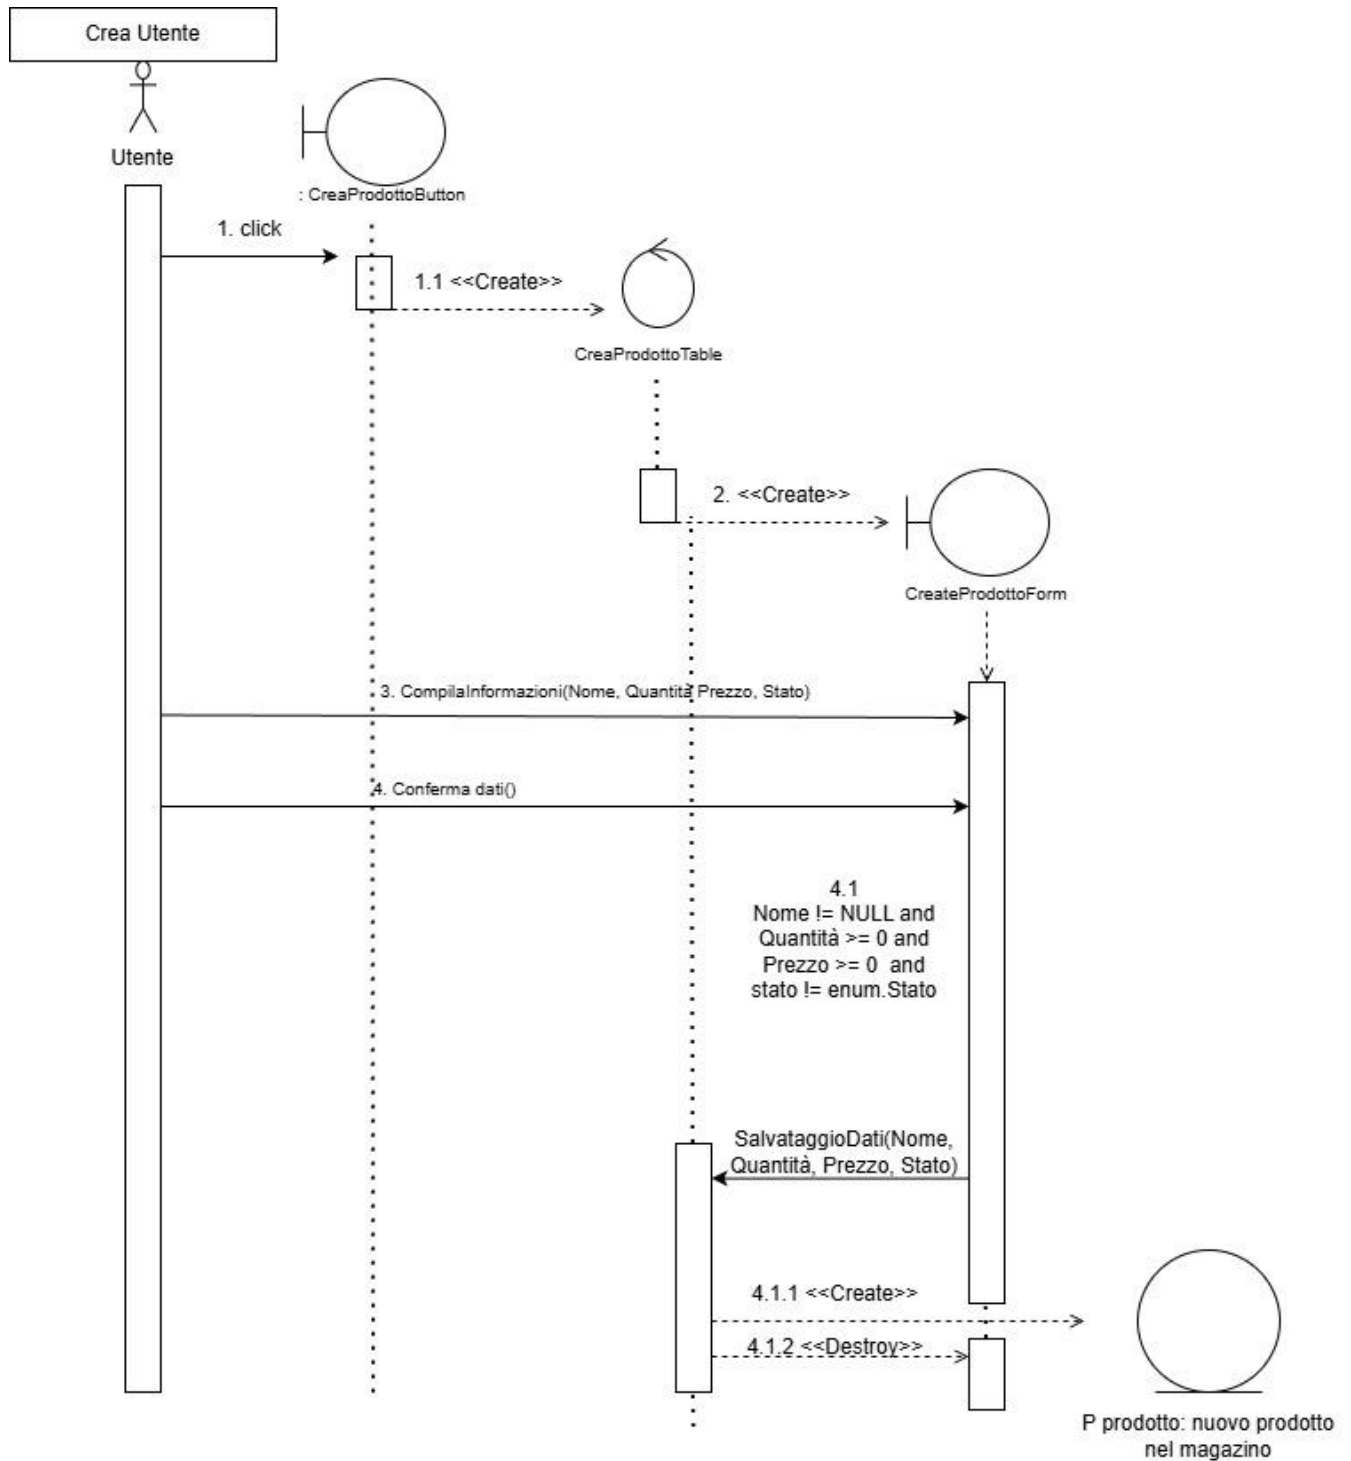 Crea Utente
Utente
: CreaProdottoButton
1. click
1.1 <<Create>>
CreaProdottoTable
2. <<Create>>
CreateProdottoForm
3. CompilaInformazioni(Nome, Quantità Prezzo, Stato)
4. Conferma dati()
4.1
Nome != NULL and
Quantità >= 0 and
Prezzo >= 0 and
stato != enum.Stato
SalvataggioDati(Nome,
Quantità, Prezzo, Stato)
4.1.1 <<Create>>
4.1.2 <<Destroy>>
P prodotto: nuovo prodotto
nel magazino